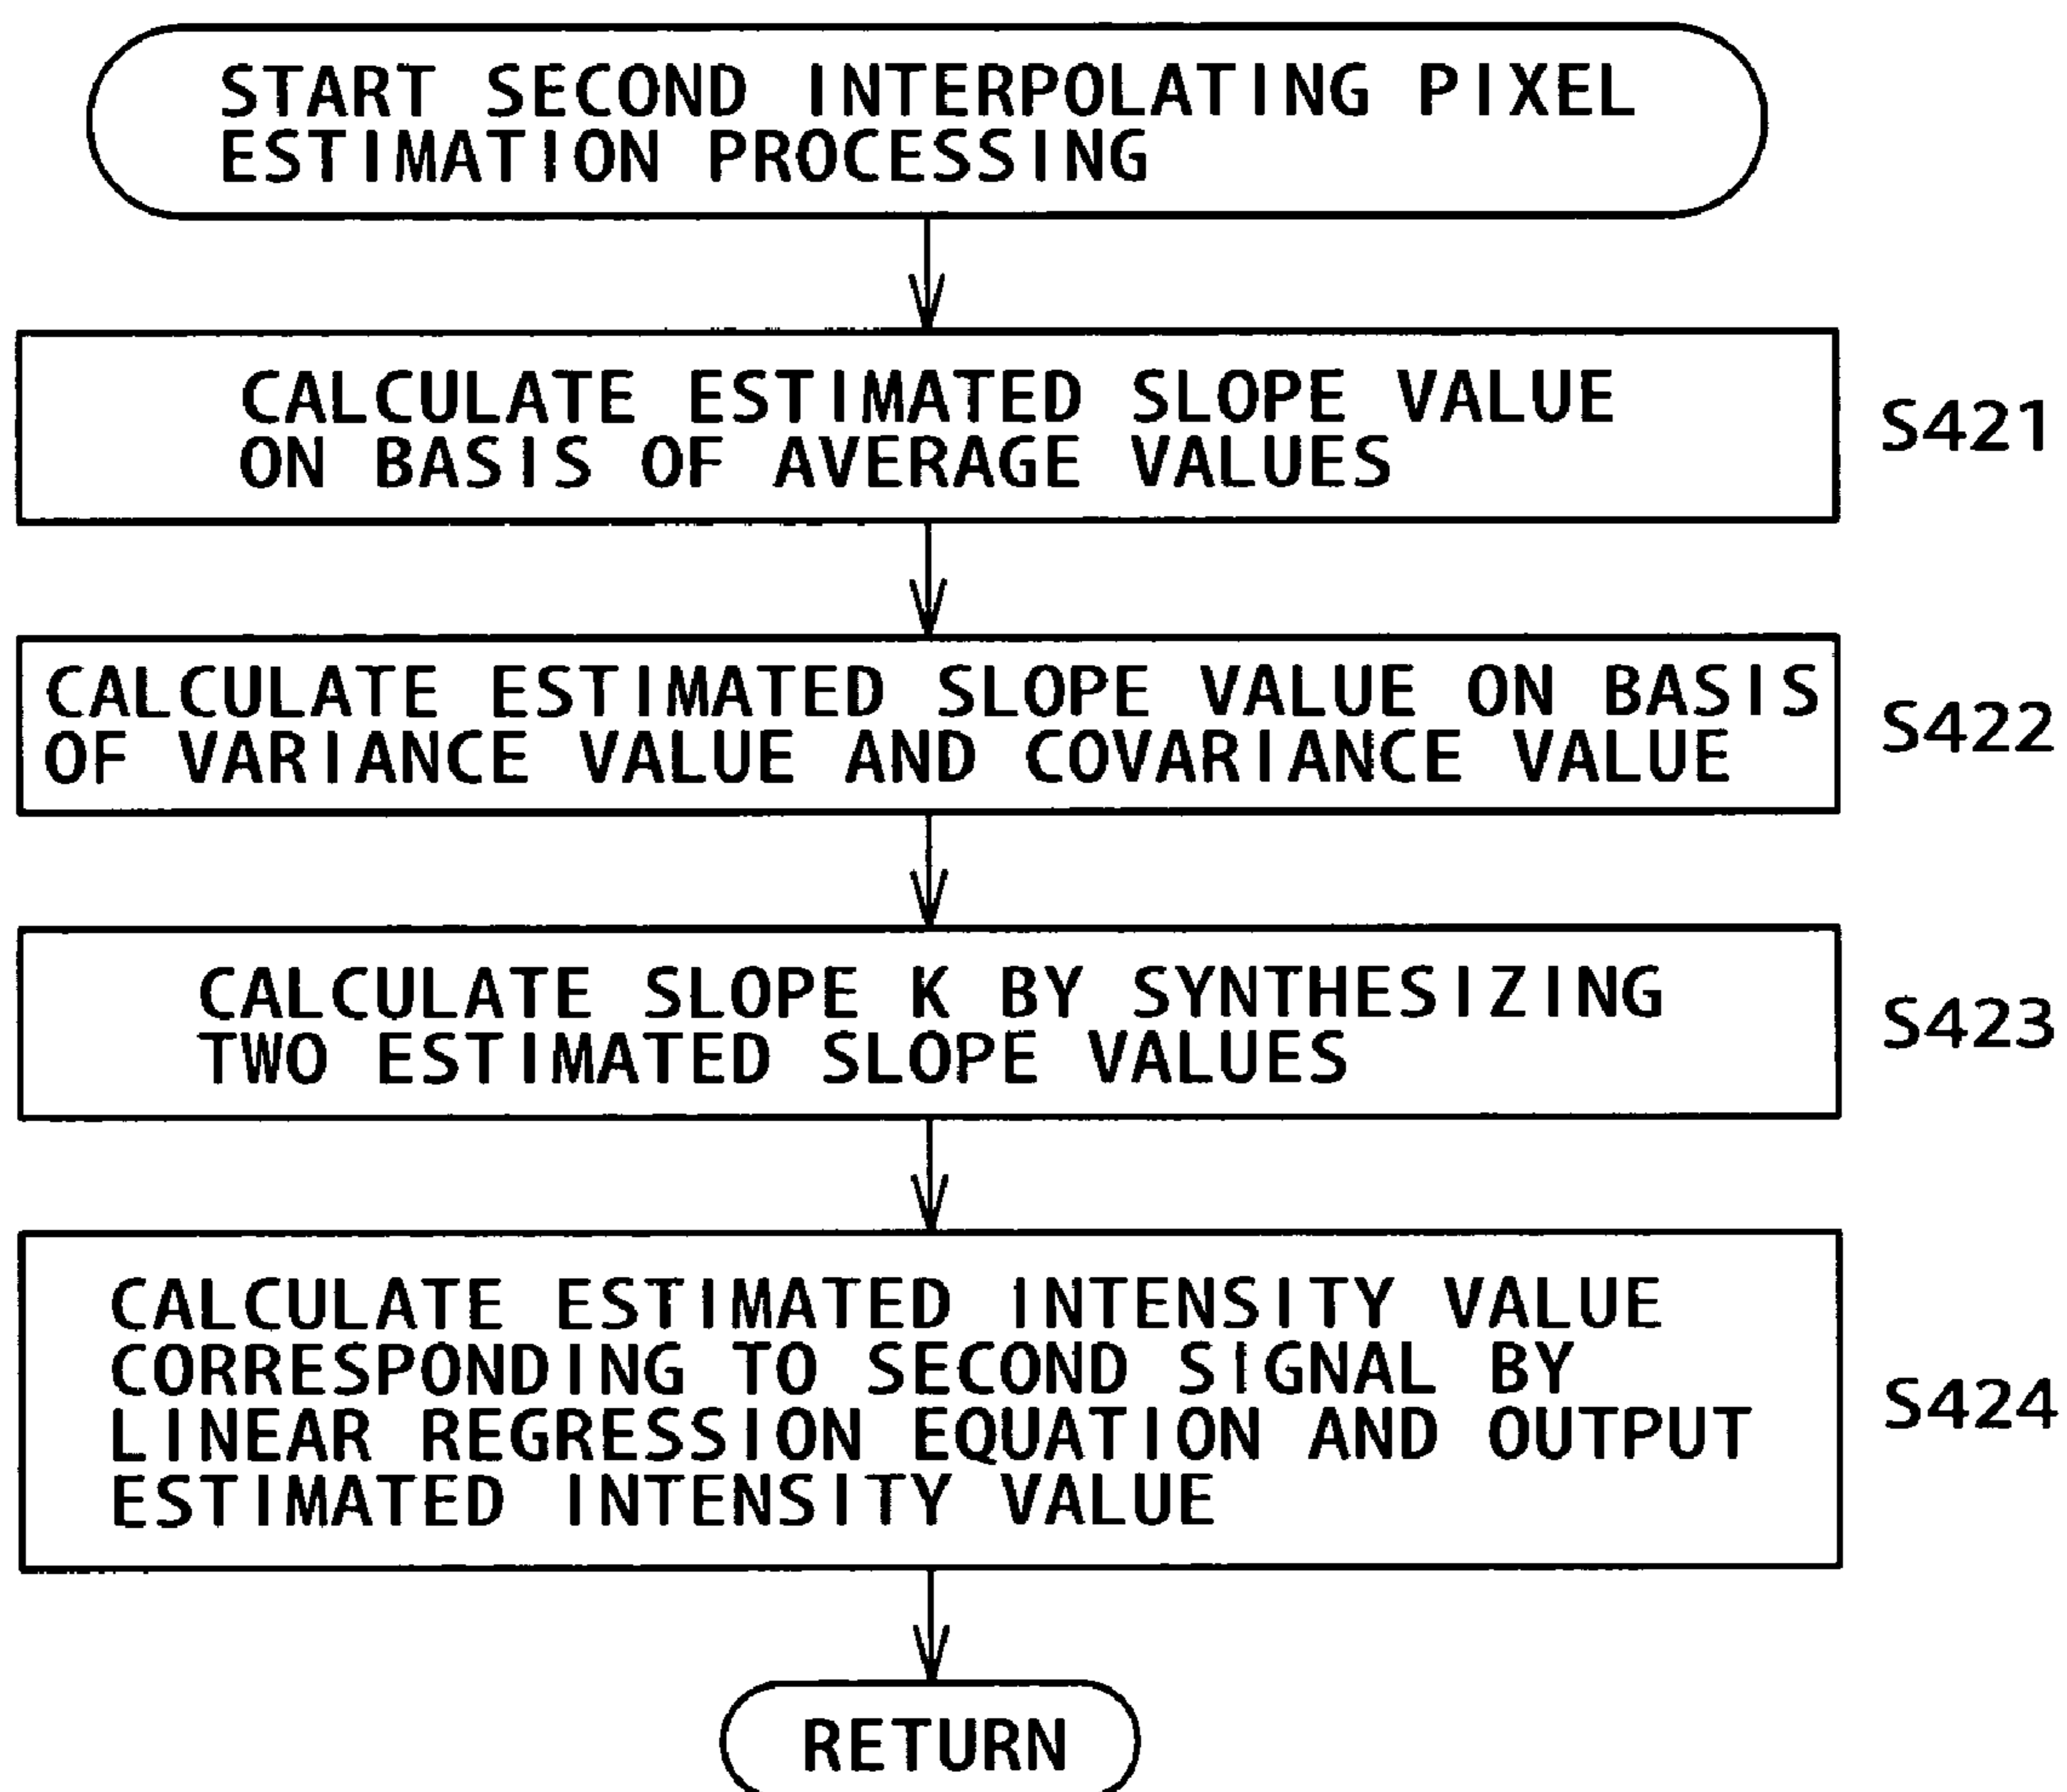 START SECOND INTERPOLATING PIXEL
ESTIMATION PROCESSING
CALCULATE ESTIMATED SLOPE VALUE
ON BASIS OF AVERAGE VALUES
S421
CALCULATE ESTIMATED SLOPE VALUE ON BASIS
OF VARIANCE VALUE AND COVARIANCE VALUE
S422
CALCULATE SLOPE K BY SYNTHESIZING
TWO ESTIMATED SLOPE VALUES
S423
CALCULATE ESTIMATED INTENSITY VALUE
CORRESPONDING TO SECOND SIGNAL BY
LINEAR REGRESSION EQUATION AND OUTPUT
ESTIMATED INTENSITY VALUE
S424
RETURN